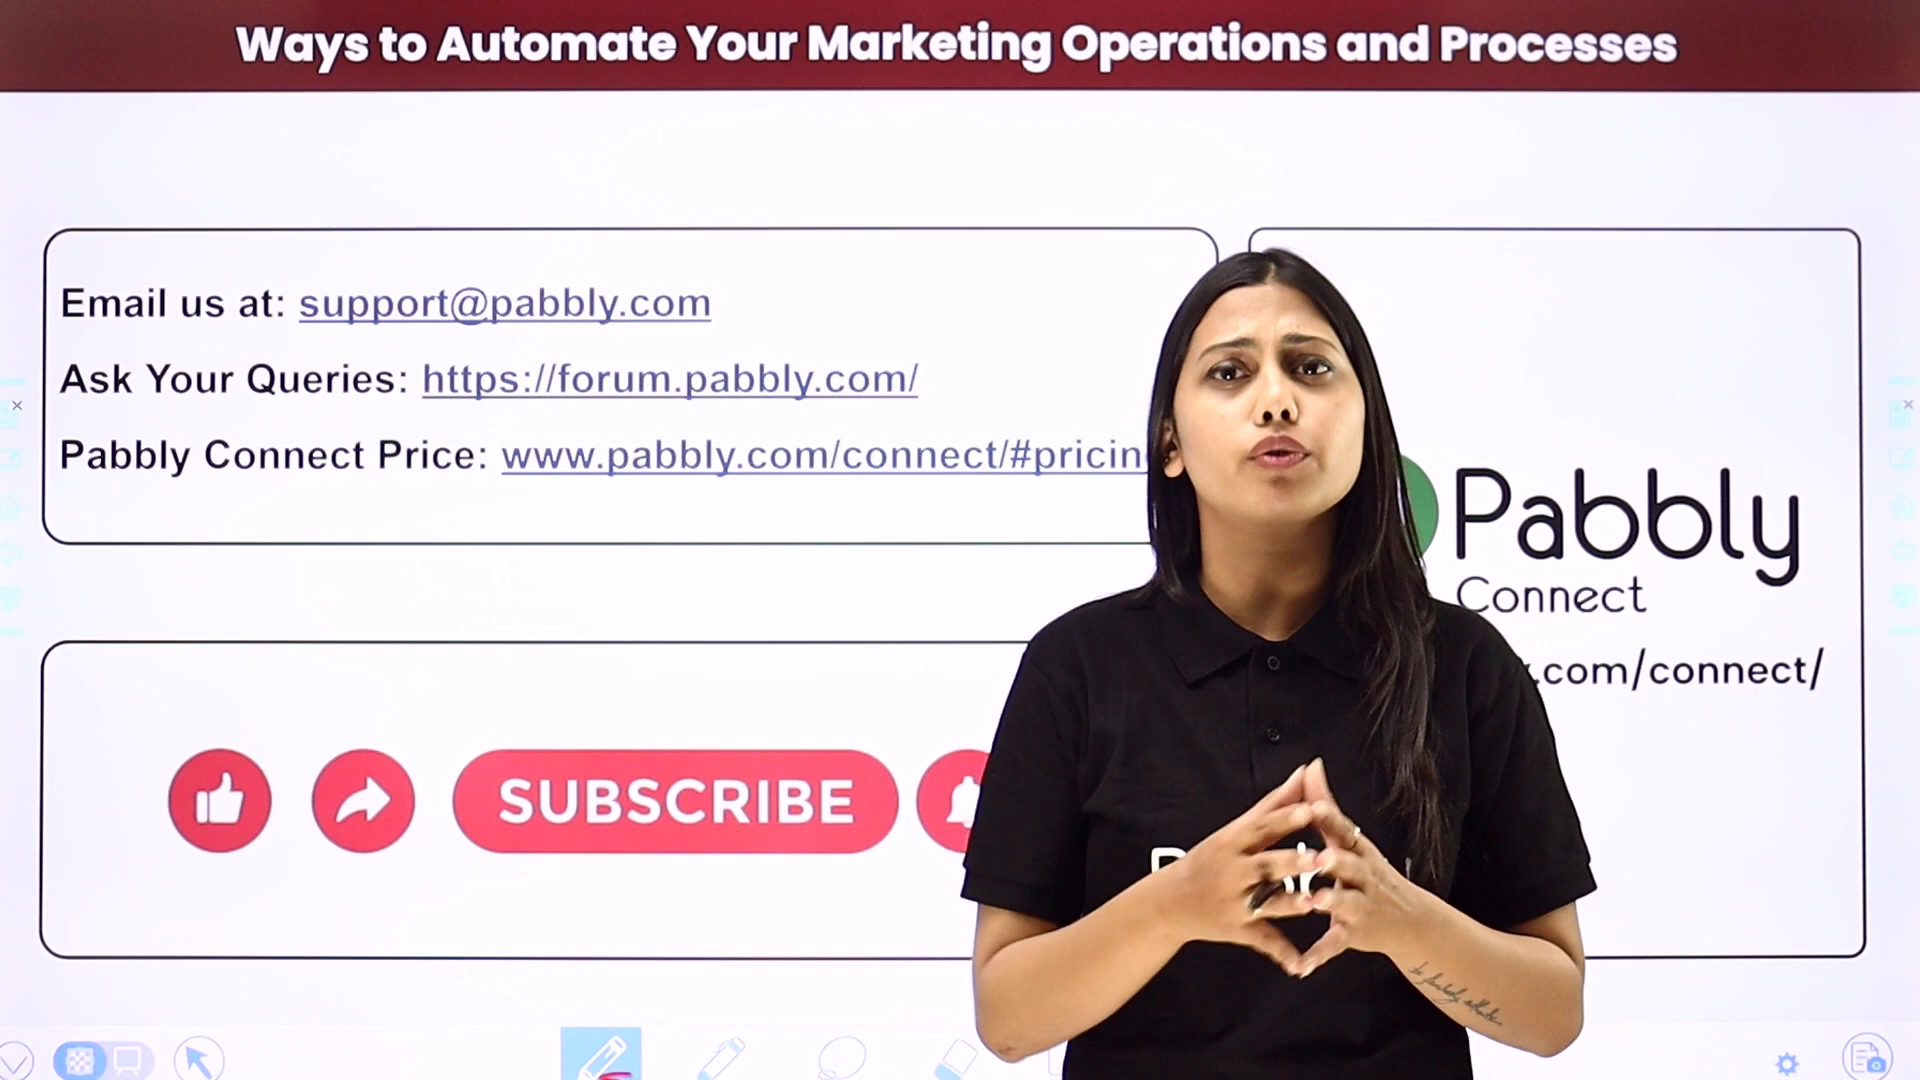 Ways to Automate Your Marketing Operations and Processes
Email us at: support@pabbly.com
Ask Your Queries: https://forum.pabbly.com/
Pabbly Connect Price: www.pabbly.com/connect/#pricin
Pabbly
Connect
.com/connect/
SUBSCRIBE